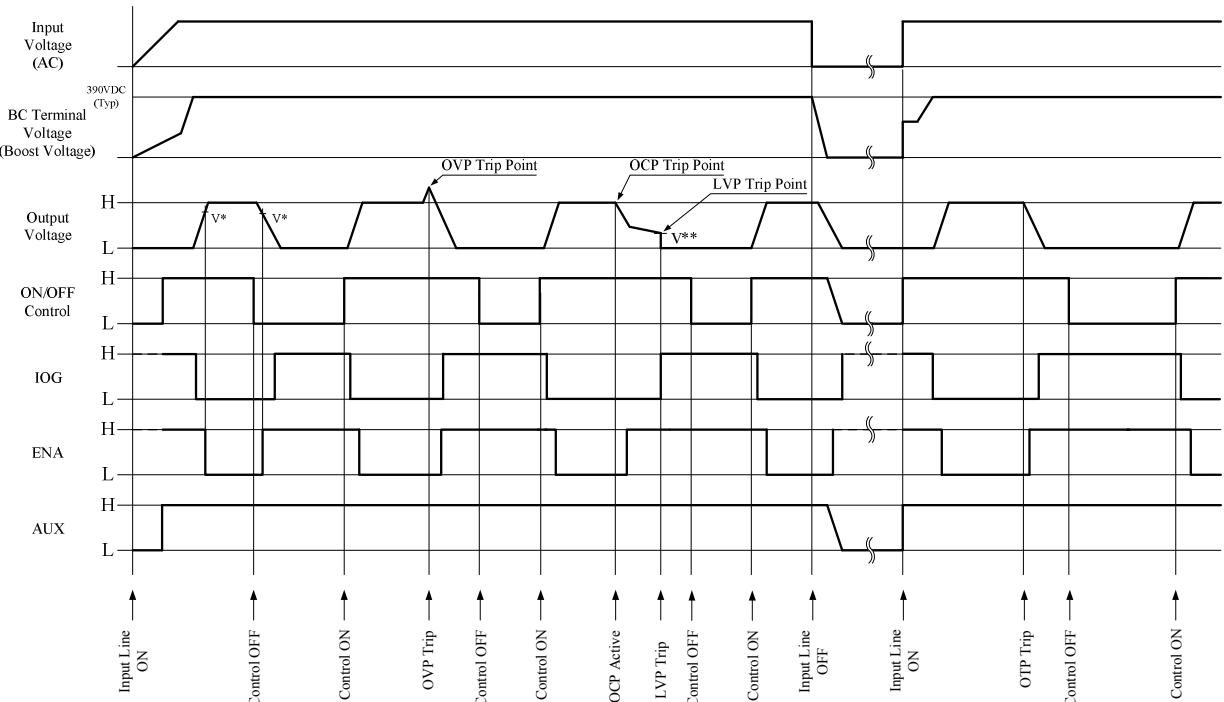 Input
Voltage
(AC)
390VDC
(Typ)
BC Terminal
Voltage
(Boost Voltage)
OVP Trip Point
OCP Trip Point
LVP Trip Point
H
Output
Voltage
L
V*
V*
V**
H
ON/OFF
Control
L
H
IOG
L
H
ENA
L
H
AUX
L
Input Line
ON
Control OFF
Control ON
OVP Trip
Control OFF
Control ON
OCP Active
LVP Trip
Control OFF
Control ON
Input Line
OFF
Input Line
ON
OTP Trip
Control OFF
Control ON